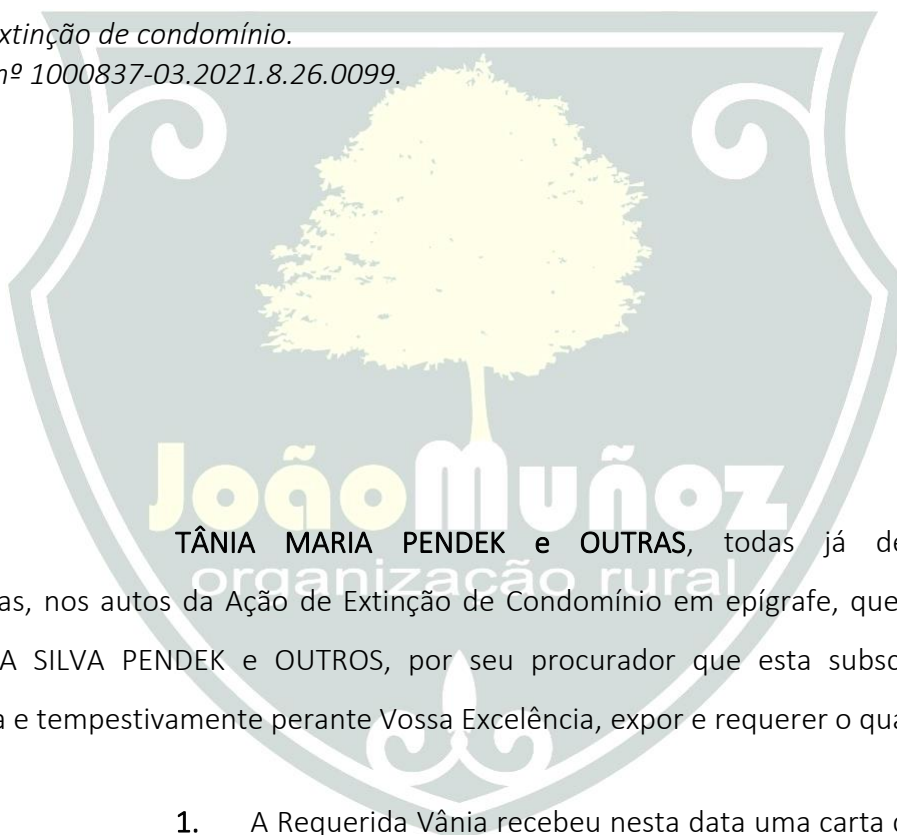 xtinção de condomínio.
nº 1000837-03.2021.8.26.0099.
JoãoMuñoz
organização rural
TÂNIA MARIA PENDEK e OUTRAS, todas já de
as, nos autos da Ação de Extinção de Condomínio em epígrafe, que
A SILVA PENDEK e OUTROS, por seu procurador que esta subsc
a e tempestivamente perante Vossa Excelência, expor e requerer o qua
1. A Requerida Vânia recebeu nesta data uma carta c